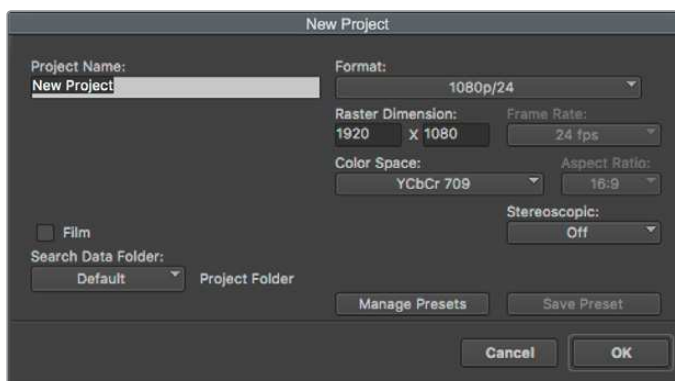 New Project
Project Name:
New Project
Format:
1080p/24
Raster Dimension:
1920 x 1080
Frame Rate:
24 fps
Color Space:
YCbCr 709
Aspect Ratio:
16:9
Stereoscopic:
Off
Film
Search Data Folder:
Default
Project Folder
Manage Presets
Save Preset
Cancel
OK